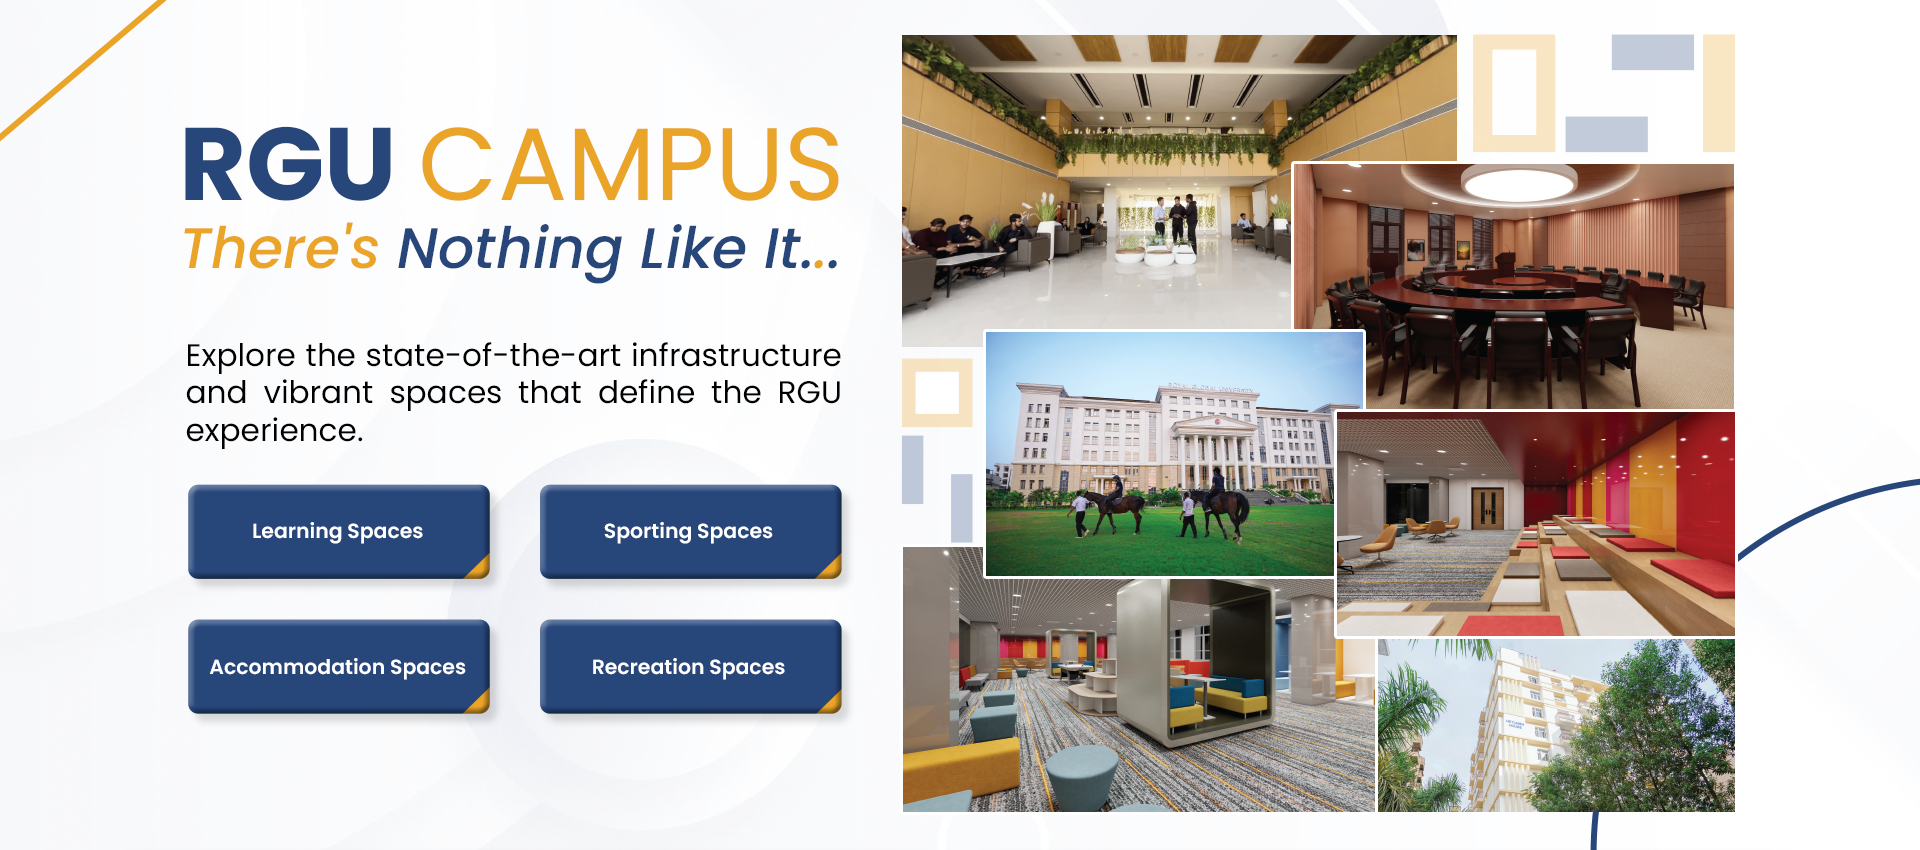 RGU CAMPUS
There's Nothing Like It...
Explore the state-of-the-art infrastructure
and vibrant spaces that define the RGU
experience.
Learning Spaces
Sporting Spaces
Accommodation Spaces
Recreation Spaces